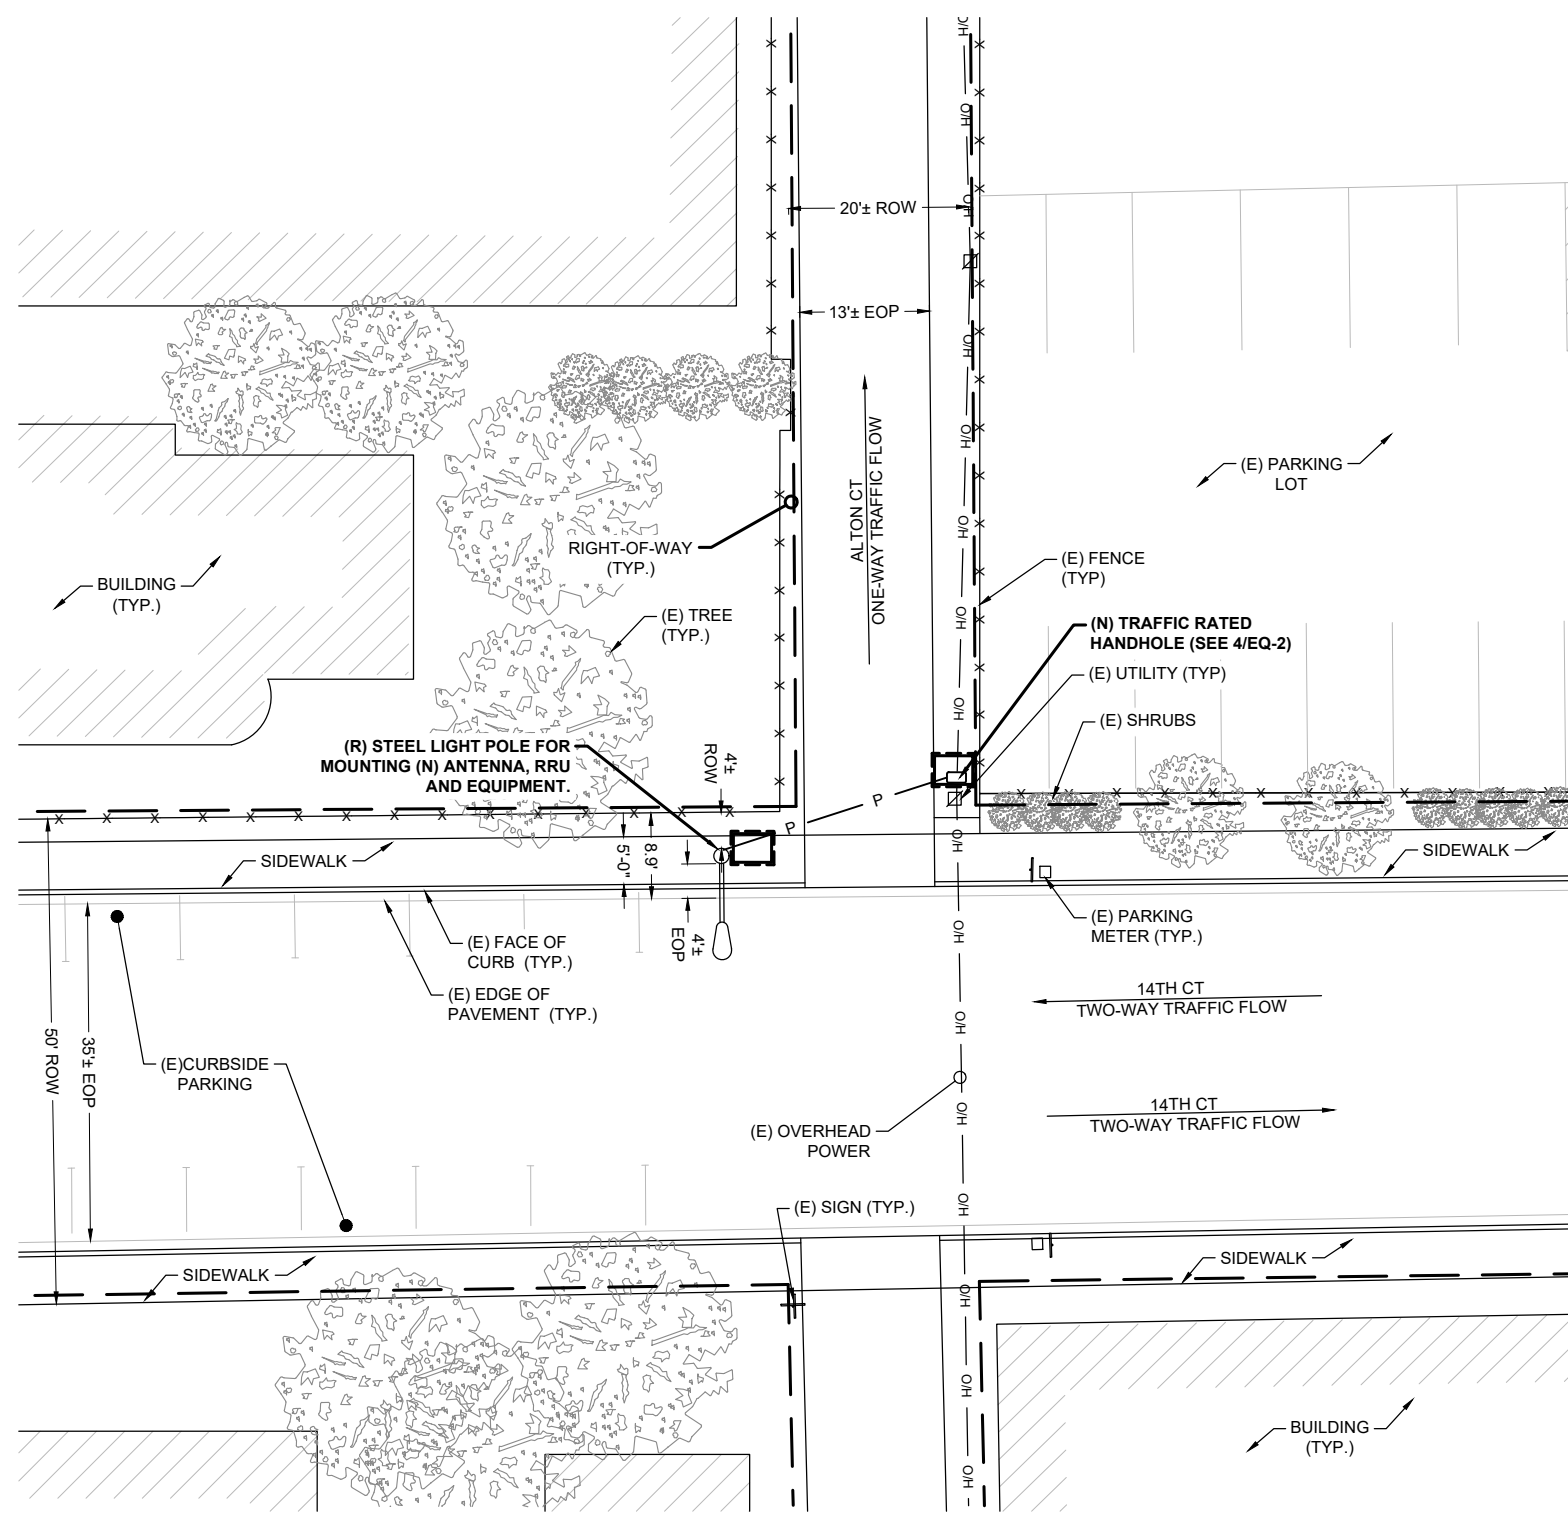 O/H
O/H
20'± ROW
O/H
13'± EOP
O/H
ALTON CT
ONE-WAY TRAFFIC FLOW
O/H
(E) PARKING
LOT
O/H
RIGHT-OF-WAY
(TYP.)
(E) FENCE
(TYP)
BUILDING
(TYP.)
(E) TREE
(TYP.)
O/H
(N) TRAFFIC RATED
HANDHOLE (SEE 4/EQ-2)
(E) UTILITY (TYP)
O/H
(E) SHRUBS
(R) STEEL LIGHT POLE FOR
MOUNTING (N) ANTENNA, RRU
AND EQUIPMENT.
4'±
ROW
P
P
O/H
SIDEWALK
5'-0"
8.9'
SIDEWALK
4'±
EOP
(E) PARKING
METER (TYP.)
O/H
(E) FACE OF
CURB (TYP.)
(E) EDGE OF
PAVEMENT (TYP.)
14TH CT
TWO-WAY TRAFFIC FLOW
O/H
50' ROW
35'± EOP
(E)CURBSIDE
PARKING
14TH CT
TWO-WAY TRAFFIC FLOW
O/H
(E) OVERHEAD
POWER
O/H
(E) SIGN (TYP.)
SIDEWALK
SIDEWALK
O/H
O/H
BUILDING
(TYP.)
O/H